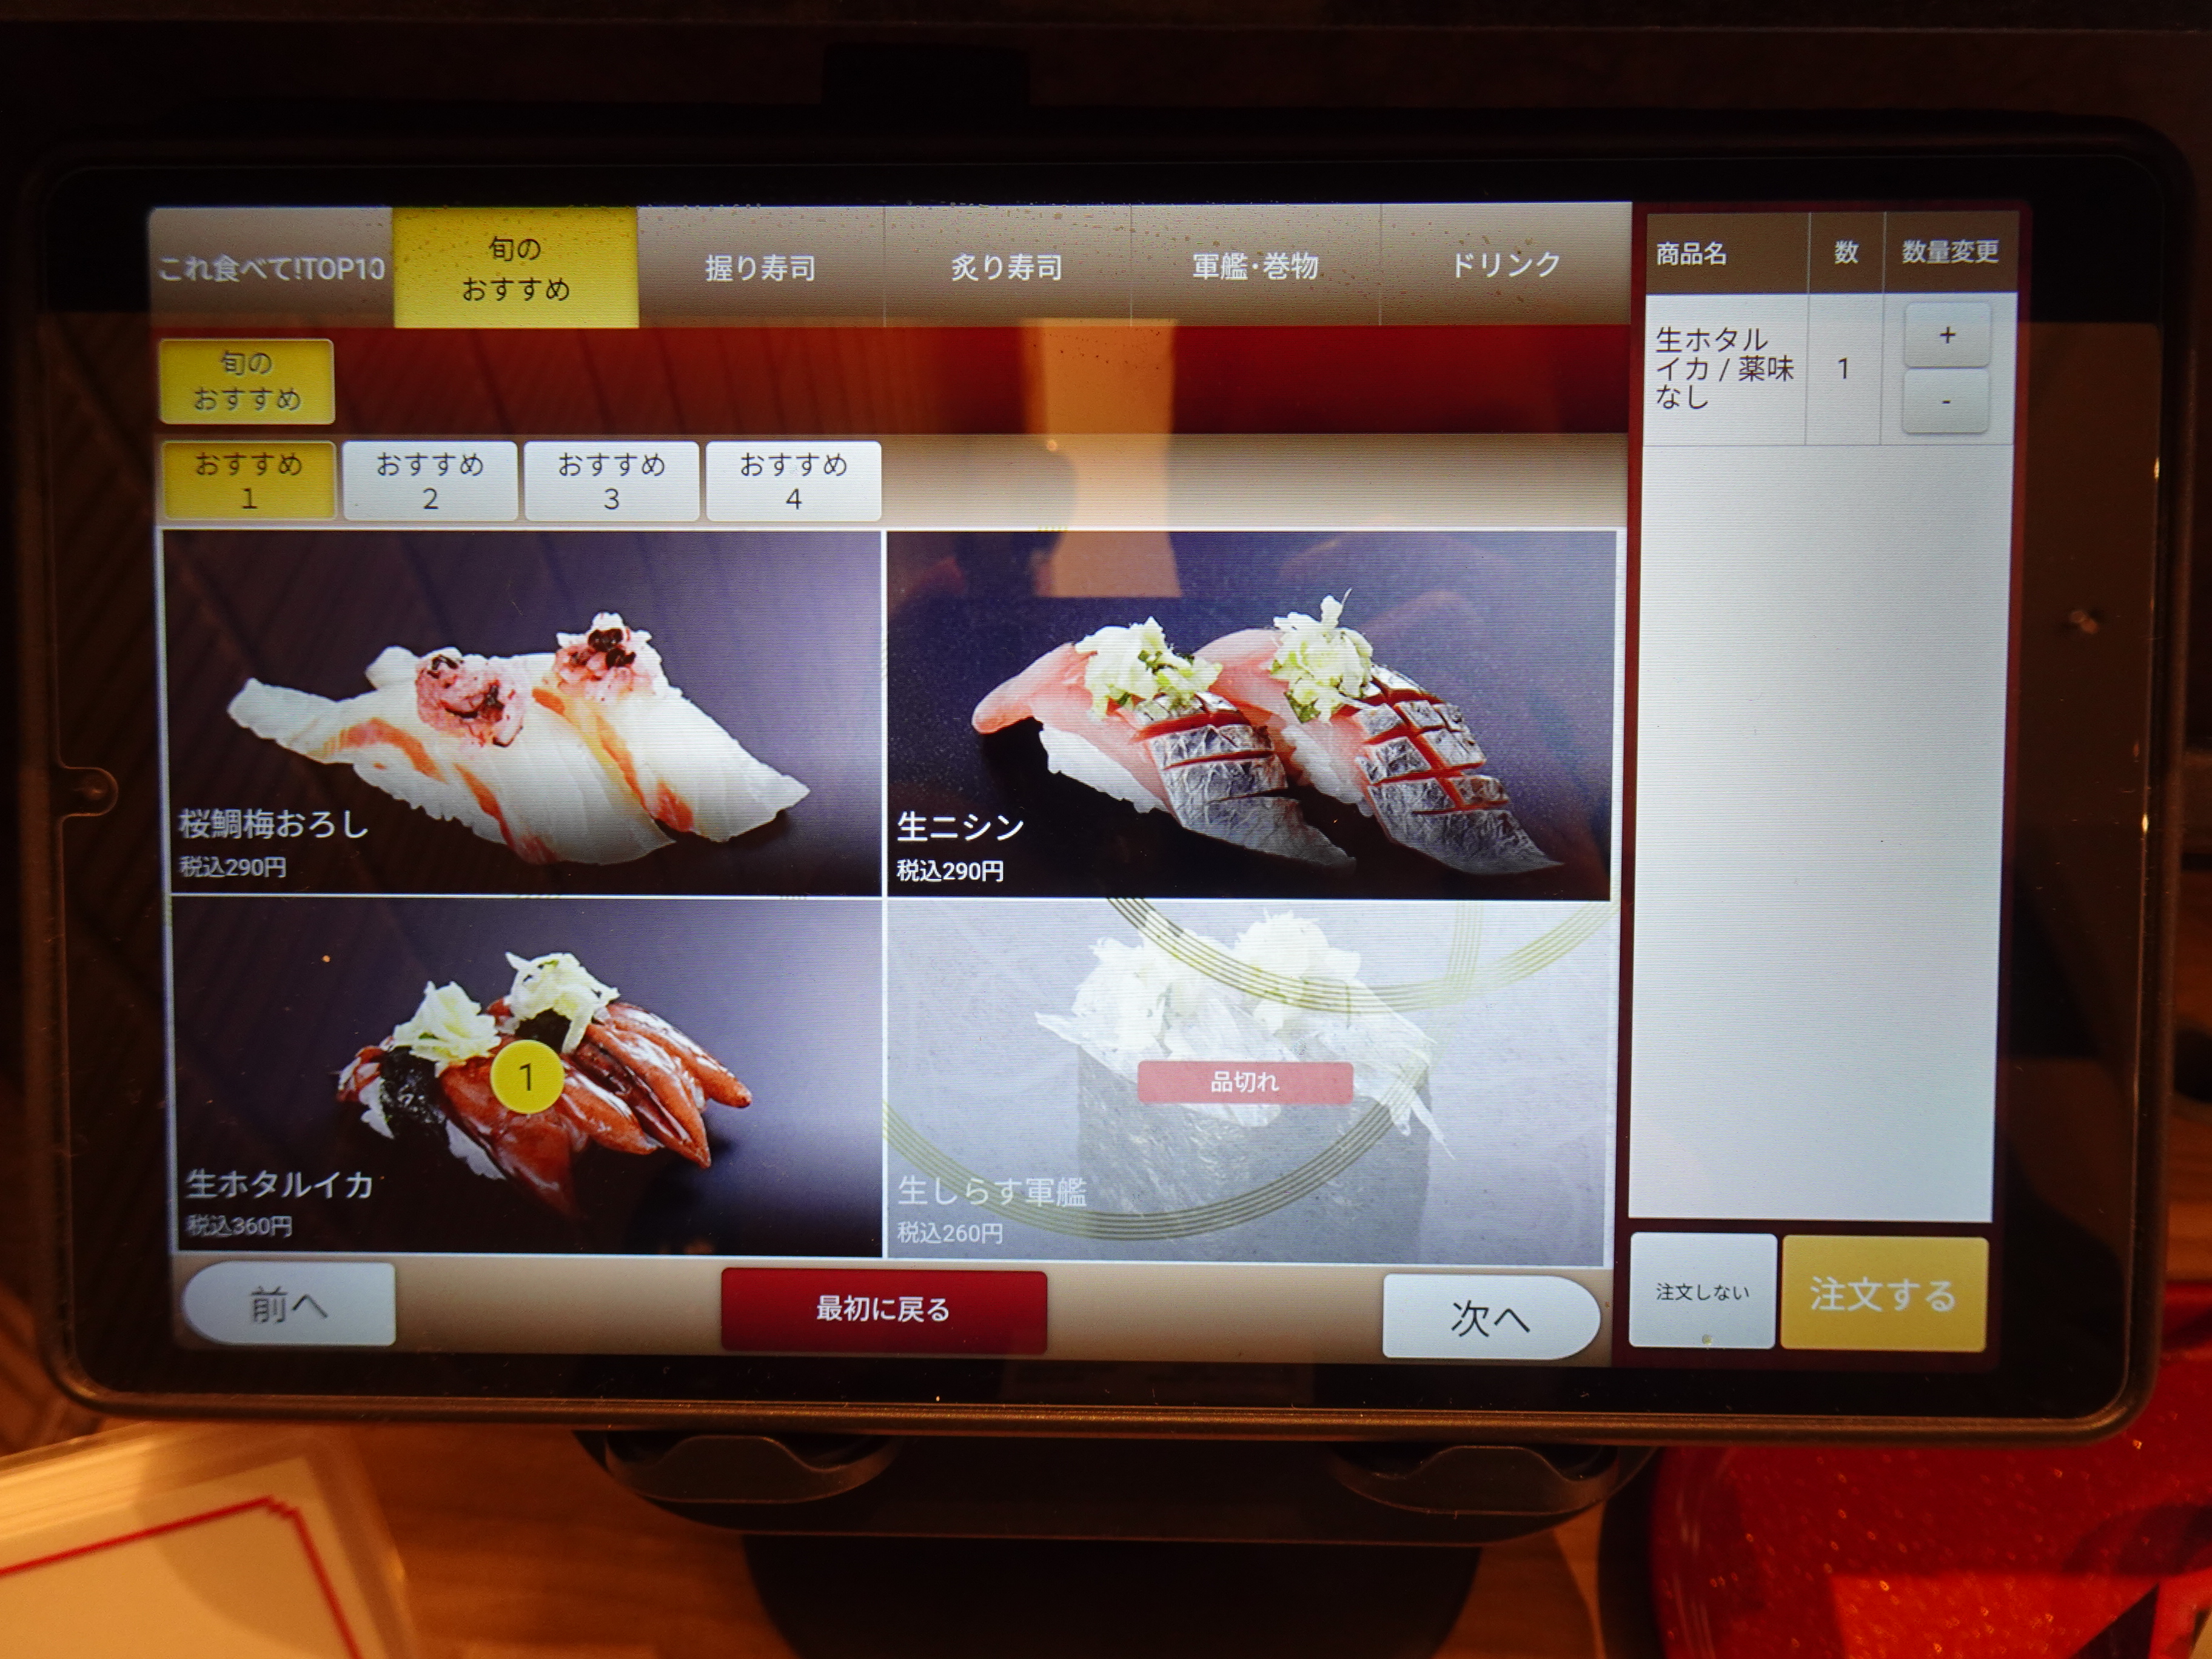 これ食べて!TOP10
旬の
おすすめ
握り寿司
炙り寿司
軍艦・巻物
ドリンク
旬の
おすすめ
おすすめ
1
おすすめ
2
おすすめ
3
おすすめ
4
桜鯛梅おろし
税込290円
生ニシン
税込290円
1
生ホタルイカ
税込360円
品切れ
生しらす軍艦
税込260円
前へ
最初に戻る
次へ
商品名
数
数量変更
生ホタル
イカ / 薬味
なし
1
+
-
注文しない
注文する